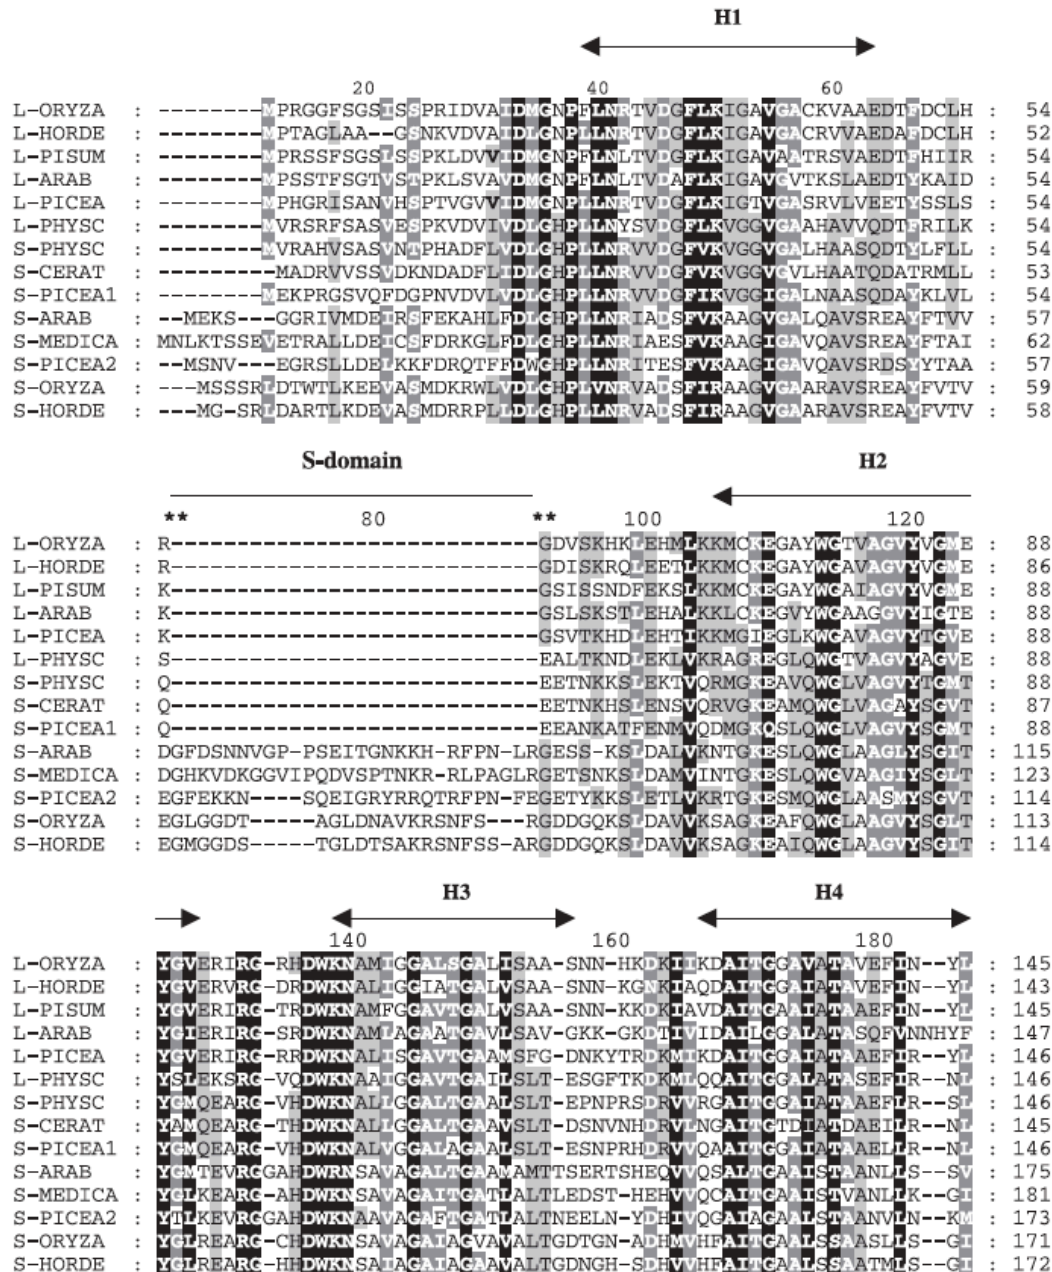 H1
20 40 60
L-ORYZA : --------MPRGGFSGSISSPRIDVAIDMGNPFLNRTVDGFLKIGAVGACKVAAEDTFDCLH : 54
L-HORDE : --------MPTAGLAA--GSNKVDVAIDLGNPFLNRTVDGFLKIGAVGACRVVAEDAFDCLH : 52
L-PISUM : --------MPRSSFSGSLSSPKLDVVIDMGNPFLNLTVDGFLKIGAVAATRSVAEDTFHIIR : 54
L-ARAB : --------MPSSTFSGTVSTPKLSVAVDMGNPFLNLTVDAFLKIGAVGVTKSLAEDTYKAID : 54
L-PICEA : --------MPHGRISANVHSPTVGVVIDMGNPFLNRTVDGFLKIGTVGASRVLVEETYSSLS : 54
L-PHYSC : --------MVRSRFSASVESPKVDVIIDLGHPLLNYSVDGFLKVGGVGAAHAVVQDTFRILK : 54
S-PHYSC : --------MVRAHVSASVNTPHADFLVDLGHPLLNRVVDGFVKVGGVGALHAASQDTYLFLL : 54
S-CERAT : ---------MADRVVSSVDKNDADFLIDLGHPLLNRVVDGFVKVGGVGVLHAATQDATRMLL : 53
S-PICEA1 : --------MEKPRGSVQFDGPNVDVLVDLGHPLLNRVVDGFIKVGGIGALNAASQDAYKLVL : 54
S-ARAB : --MEKS---GGRIVMDEIRSFEKAHLFDLGHPLLNRIADSFVKAAGVGALQAVSREAYFTVV : 57
S-MEDICA : MNLKTSSEVETRALLDEICSFDRKGLFDLGHPLLNRIAESFVKAAGIGAVQAVSREAYFTAI : 62
S-PICEA2 : --MSNV---EGRSLLDELKKFDRQTFFDWGHPLLNRITESFVKAAGVGALQAVSRDSYYTAA : 57
S-ORYZA : ---MSSSRLDTWTLKEEVASMDKRWLVDLGHPLVNRVADSFIRAAGVGAARAVSREAYFVTV : 59
S-HORDE : ---MG-SRLDARTLKDEVASMDRRPLLDLGHPLLNRVADSFIRAAGVGAARAVSREAYFVTV : 58
S-domain H2
** 80 ** 100 120
L-ORYZA : R----------------------------GDVSKHKLEHMLKKMCKEGAYWGTVAGVYVGME : 88
L-HORDE : R----------------------------GDISKRQLEETLKKMCKEGAYWGAVAGVYVGME : 86
L-PISUM : K----------------------------GSISSNDFEKSLKKMCKEGAYWGAIAGVYVGME : 88
L-ARAB : K----------------------------GSLSKSTLEHALKKLCKEGVYWGAAGGVYIGTE : 88
L-PICEA : K----------------------------GSVTKHDLEHTIKKMGIEGLKWGAVAGVYTGVE : 88
L-PHYSC : S----------------------------EALTKNDLEKLVKRAGREGLQWGTVAGVYAGVE : 88
S-PHYSC : Q----------------------------EETNKKSLEKTVQRMGKEAVQWGLVAGVYTGMT : 88
S-CERAT : Q----------------------------EETNKHSLENSVQRVGKEAMQWGLVAGAYSGVT : 87
S-PICEA1 : Q----------------------------EEANKATFENMVQDMGKQSLQWGLVAGVYSGMT : 88
S-ARAB : DGFDSNNVGP-PSEITGNKKH-RFPN-LRGESS-KSLDALVKNTGKESLQWGLAAGLYSGIT : 115
S-MEDICA : DGHKVDKGGVIPQDVSPTNKR-RLPAGLRGETSNKSLDAMVINTGKESLQWGVAAGIYSGLT : 123
S-PICEA2 : EGFEKKN----SQEIGRYRRQTRFPN-FEGETYKKSLETLVKRTGKESMQWGLAASMYSGVT : 114
S-ORYZA : EGLGGDT-----AGLDNAVKRSNFS---RGDDGQKSLDAVVKSAGKEAFQWGLAAGVYSGLT : 113
S-HORDE : EGMGGDS-----TGLDTSAKRSNFSS-ARGDDGQKSLDAVVKSAGKEAIQWGLAAGVYSGIT : 114
H3 H4
140 160 180
L-ORYZA : YGVERIRG-RHDWKNAMIGGALSGALISAA-SNN-HKDKIIKDAITGGAVATAVEFIN--YL : 145
L-HORDE : YGVERVRG-DRDWKNALIGGIATGALVSAA-SNN-KGNKIAQDAITGGAIATAVEFIN--YL : 143
L-PISUM : YGVERIRG-TRDWKNAMFGGAVTGALVSAA-SNN-KKDKIAVDAITGAAIATAAEFIN--YL : 145
L-ARAB : YGIERIRG-SRDWKNAMLAGAATGAVLSAV-GKK-GKDTIVIDAILGGALATASQFVNNHYF : 147
L-PICEA : YGVERIRG-RRDWKNALISGAVTGAAMSFG-DNKYTRDKMIKDAITGGAIATAAEFIR--YL : 146
L-PHYSC : YSLEKSRG-VQDWKNAAIGGAVTGAILSLT-ESGFTKDKMLQQAITGGALATASEFIR--NL : 146
S-PHYSC : YGMQEARG-VHDWKNALLGGALTGAALSLT-EPNPRSDRVVRGAITGGAIATAAEFLR--SL : 146
S-CERAT : YAMQEARG-THDWKNALLGGALTGAAVSLT-DSNVNHDRVLNGAITGTDIATDAEILR--NL : 145
S-PICEA1 : YGMQEARG-VHDWKNALVGGALAGAALSLT-ESNPRHDRVVQGAITGGAIATAAEFLR--NL : 146
S-ARAB : YGMTEVRGGAHDWRNSAVAGALTGAAMAMTTSERTSHEQVVQSALTGAAISTAANLLS--SV : 175
S-MEDICA : YGLKEARG-AHDWKNSAVAGAITGATLALTLEDST-HEHVVQCAITGAAISTVANLLK--GI : 181
S-PICEA2 : YTLKEVRGGAHDWKNAAVAGAFTGATLALTNEELN-YDHIVQGAIAGAALSTAANVLN--KM : 173
S-ORYZA : YGLREARG-CHDWKNSAVAGAIAGVAVALTGDTGN-ADHMVHFAITGAALSSAASLLS--GI : 171
S-HORDE : YGLREARG-HHDWKNSAVAGAIAGAAVALTGDNGH-SDHVVHFAITGAALSSAATMLS--GI : 172